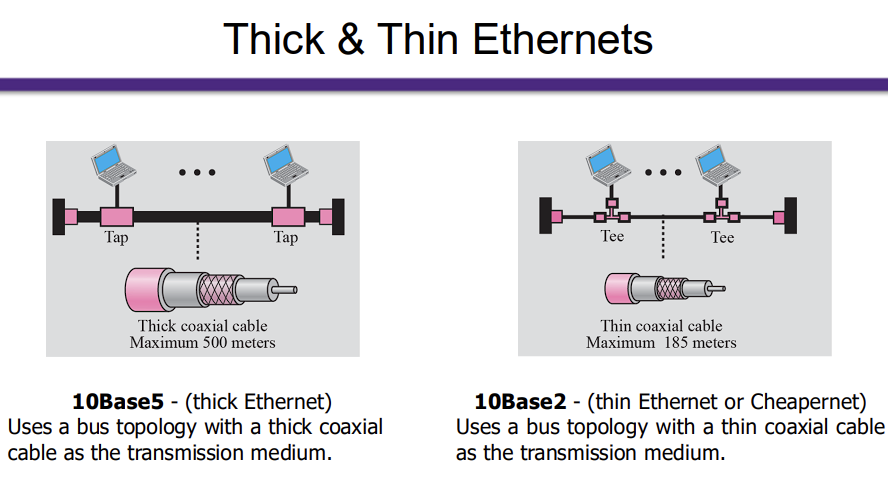 Thick & Thin Ethernets
Tap
Tap
Thick coaxial cable
Maximum 500 meters
Tee
Tee
Thin coaxial cable
Maximum 185 meters
10Base5 - (thick Ethernet)
Uses a bus topology with a thick coaxial
cable as the transmission medium.
10Base2 - (thin Ethernet or Cheapernet)
Uses a bus topology with a thin coaxial cable
as the transmission medium.